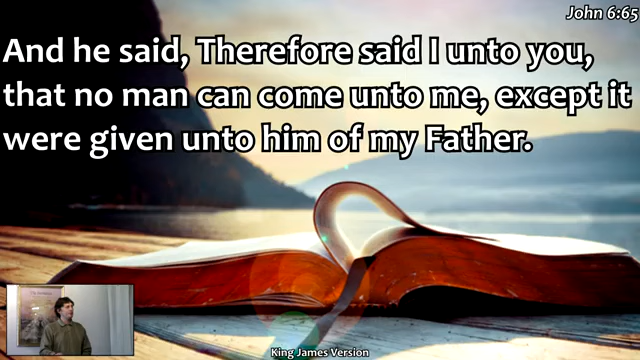 John 6:65
And he said, Therefore said I unto you,
that no man can come unto me, except it
were given unto him of my Father.
King James Version